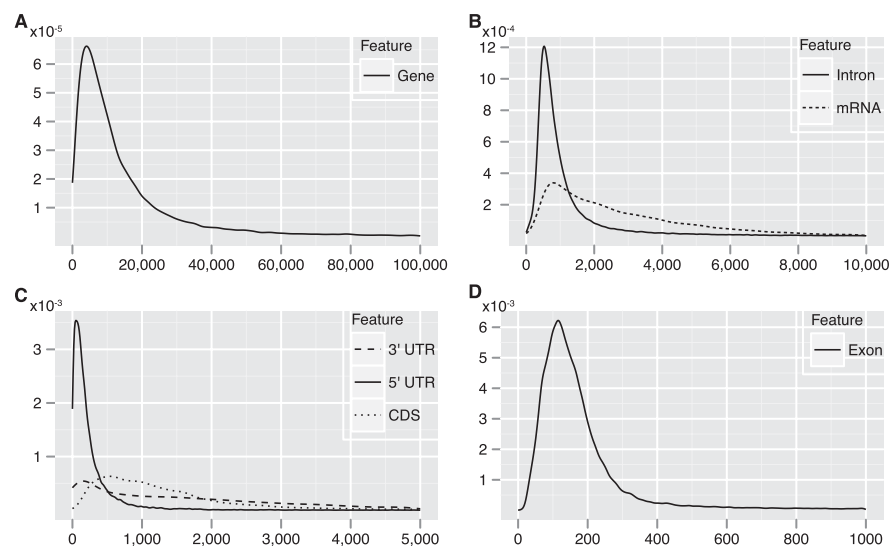 A
x10-5
Feature
Gene
6
5
4
3
2
1
0 20,000 40,000 60,000 80,000 100,000
B
x10-4
Feature
Intron
mRNA
12
10
8
6
4
2
0 2,000 4,000 6,000 8,000 10,000
C
x10-3
Feature
3' UTR
5' UTR
CDS
3
2
1
0 1,000 2,000 3,000 4,000 5,000
D
x10-3
Feature
Exon
6
5
4
3
2
1
0 200 400 600 800 1000